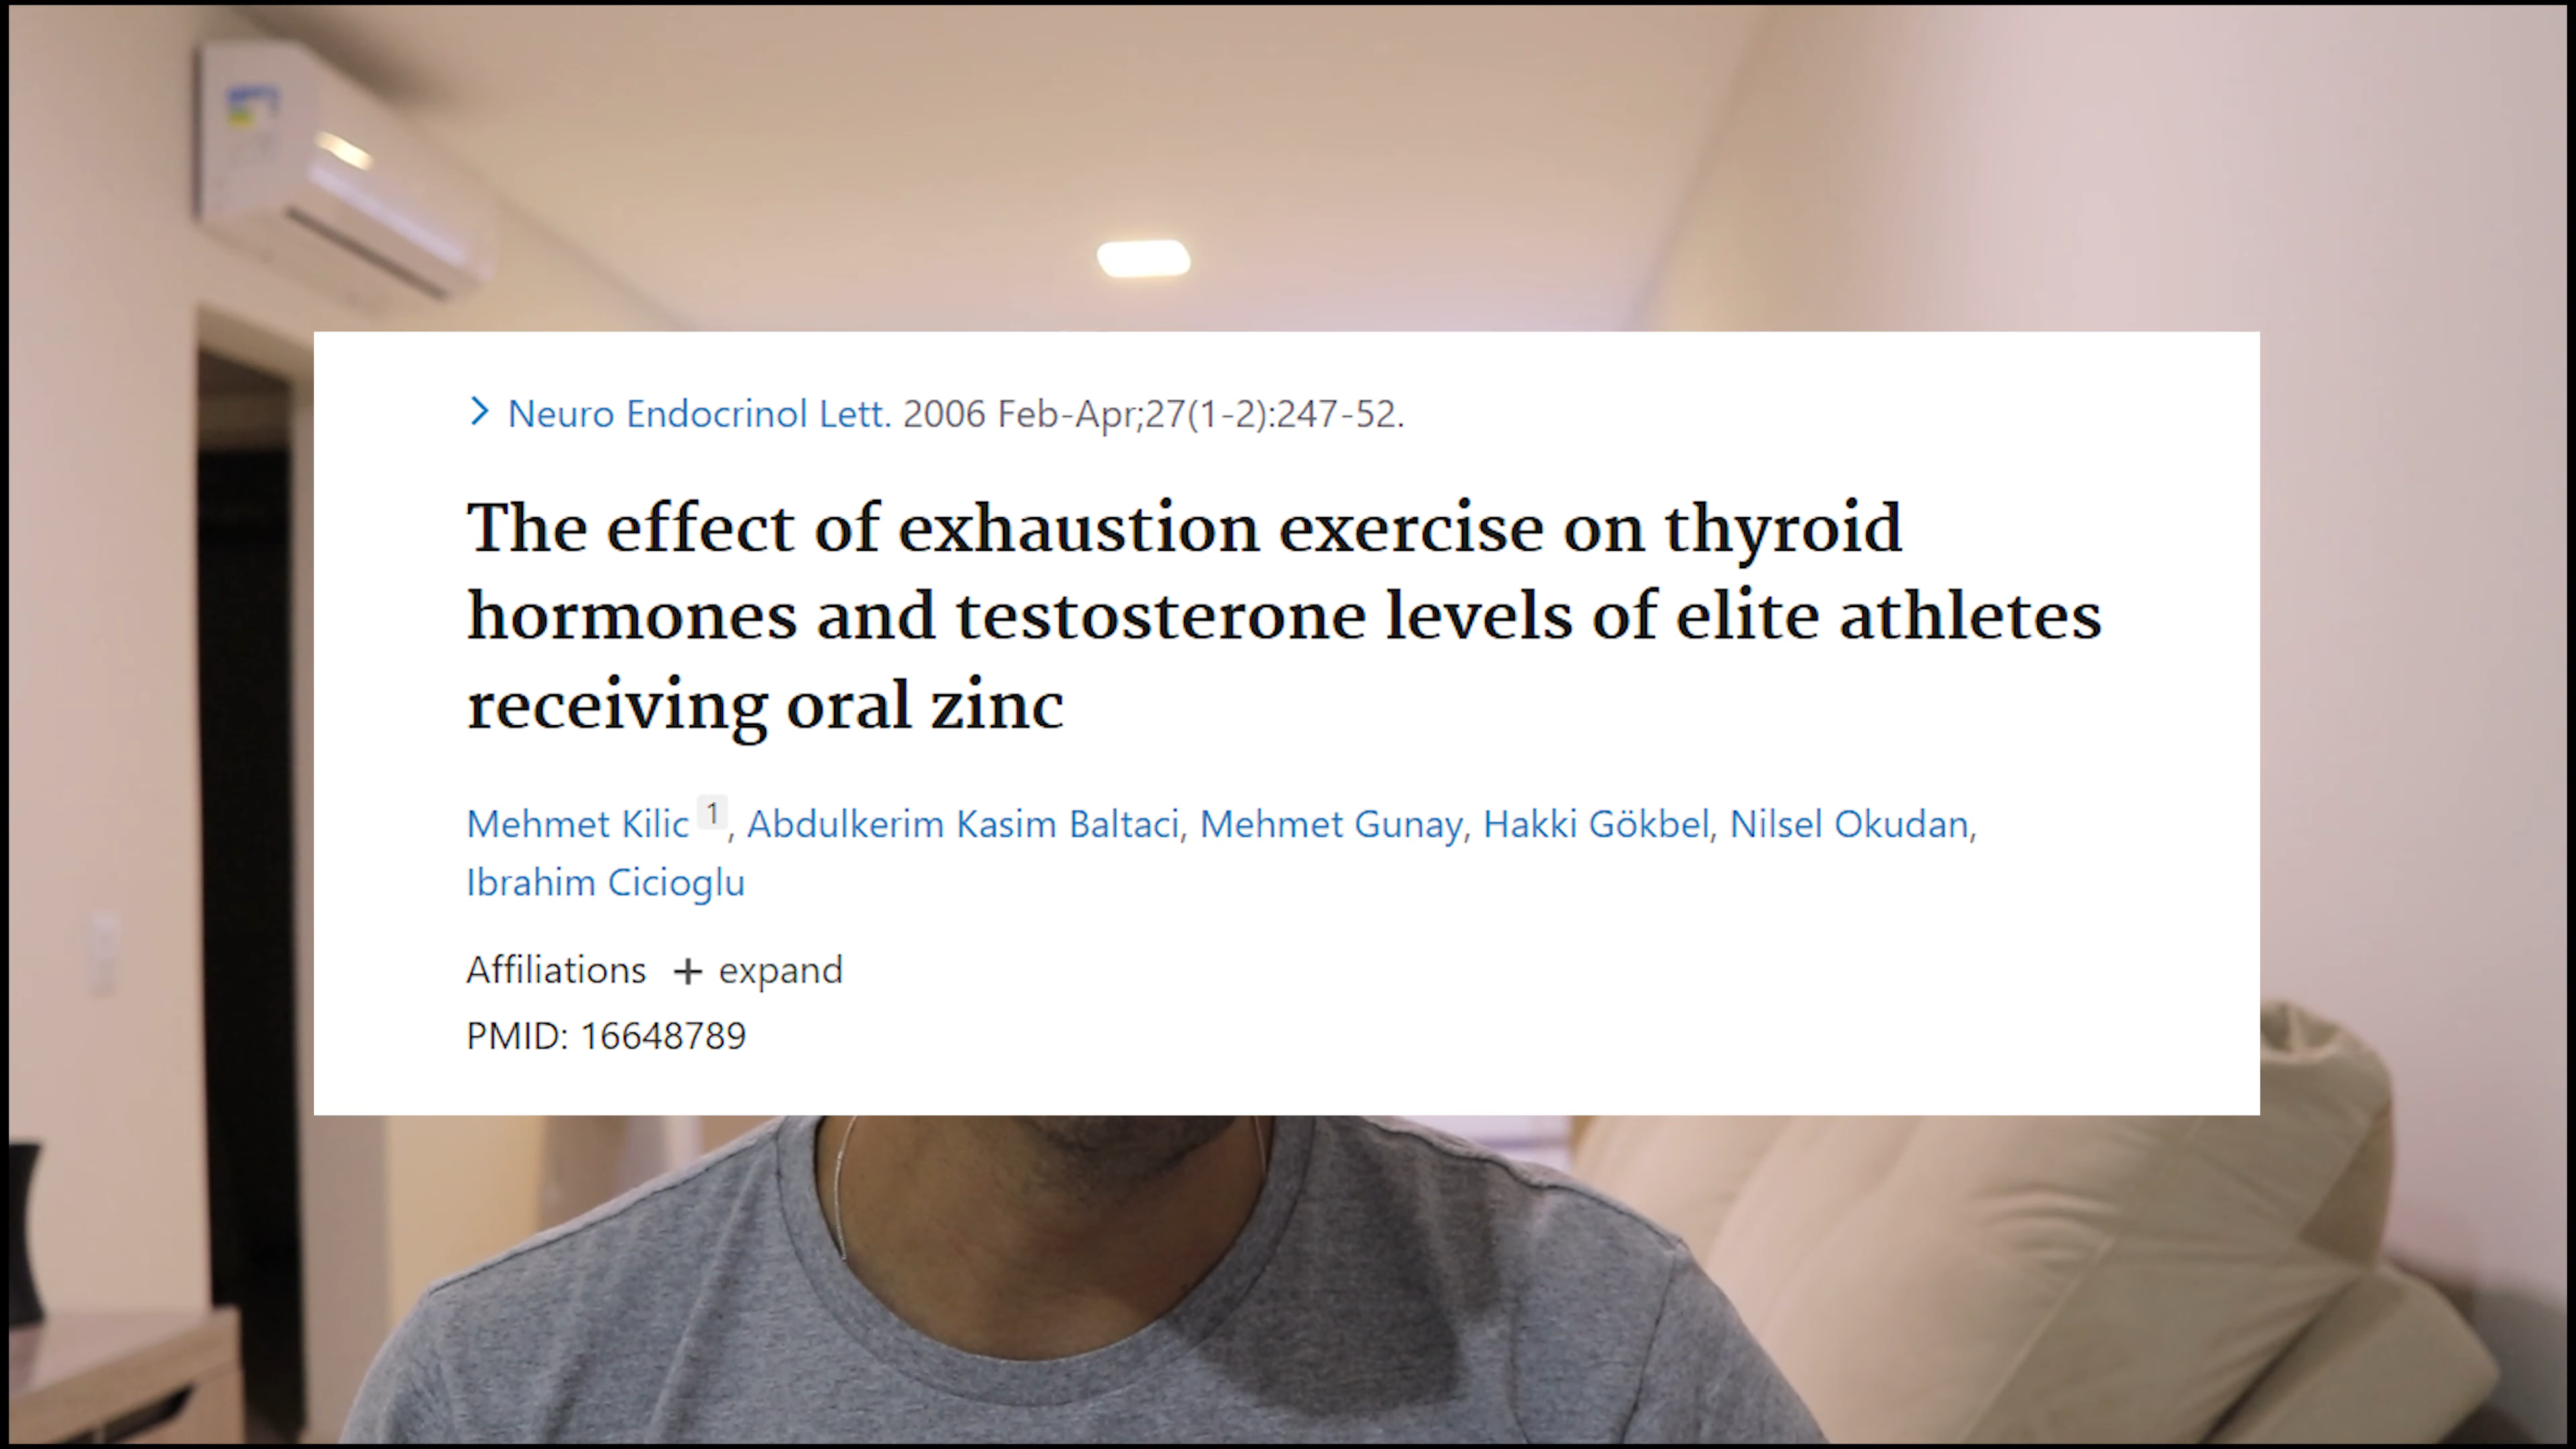 > Neuro Endocrinol Lett. 2006 Feb-Apr;27(1-2):247-52.
The effect of exhaustion exercise on thyroid
hormones and testosterone levels of elite athletes
receiving oral zinc
Mehmet Kilic 1, Abdulkerim Kasim Baltaci, Mehmet Gunay, Hakki Gökbel, Nilsel Okudan,
Ibrahim Cicioglu
Affiliations + expand
PMID: 16648789